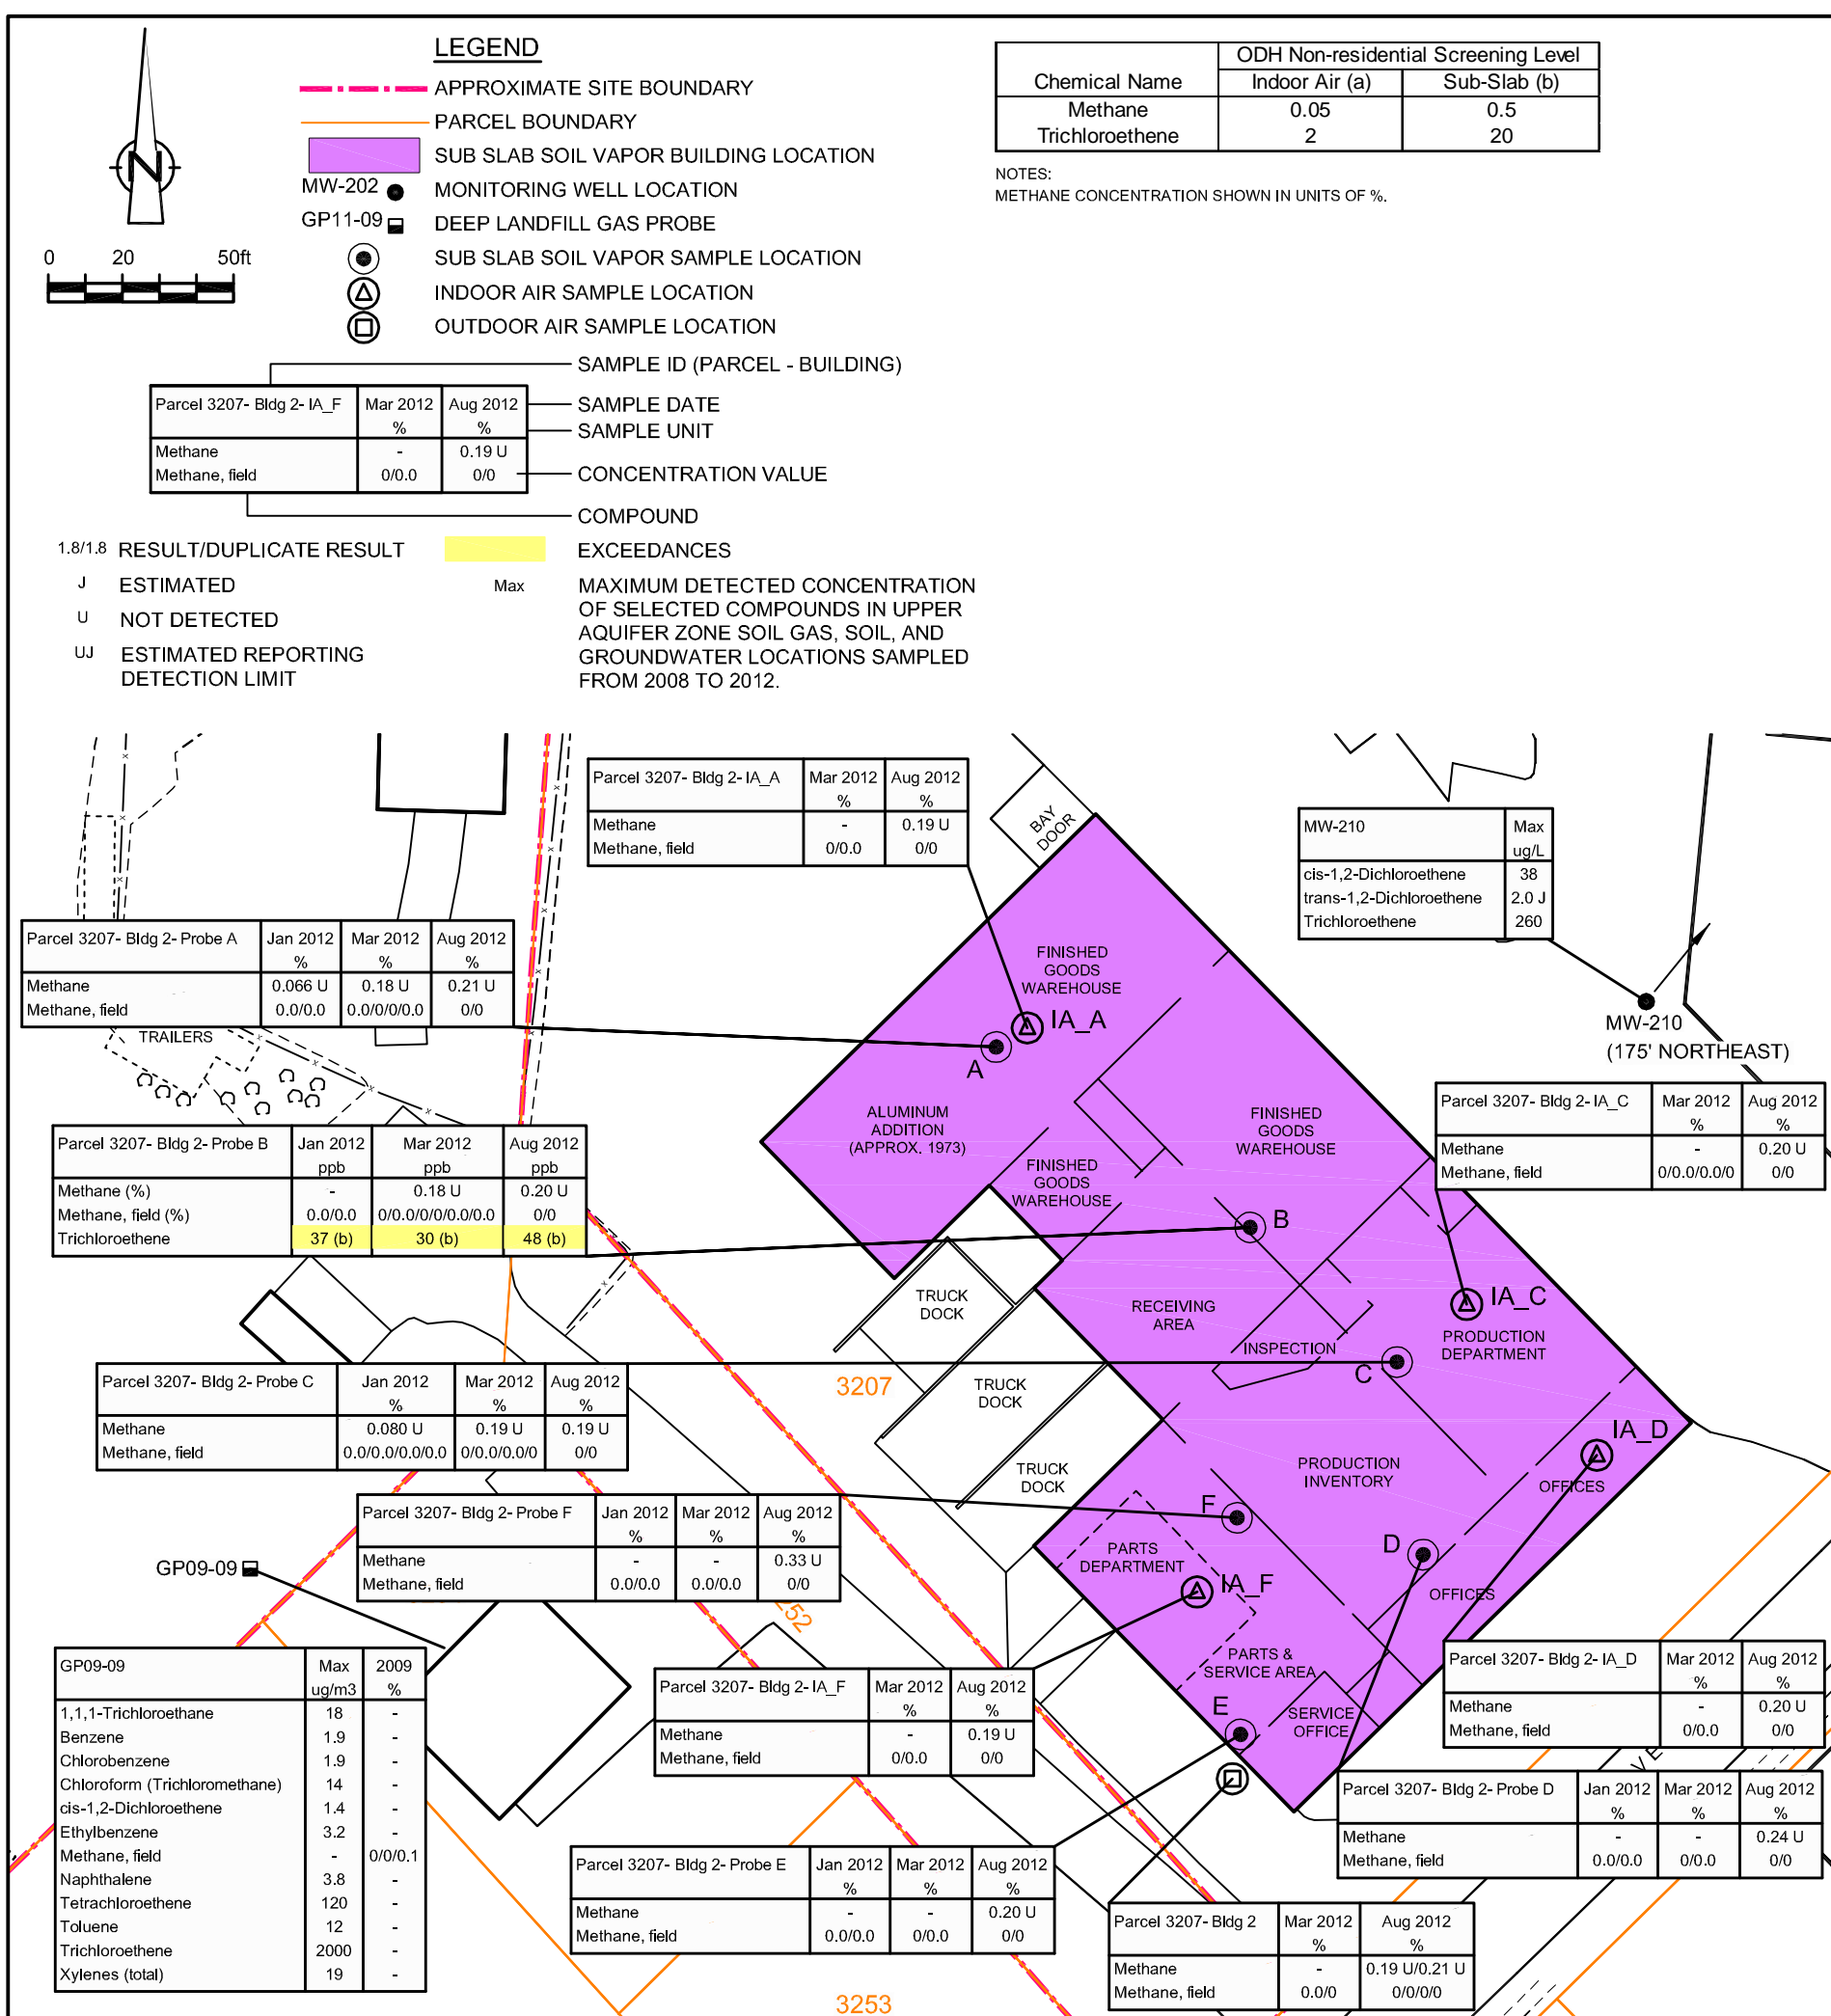 LEGEND
APPROXIMATE SITE BOUNDARY
PARCEL BOUNDARY
SUB SLAB SOIL VAPOR BUILDING LOCATION
MW-202 MONITORING WELL LOCATION
GP11-09 DEEP LANDFILL GAS PROBE
SUB SLAB SOIL VAPOR SAMPLE LOCATION
INDOOR AIR SAMPLE LOCATION
OUTDOOR AIR SAMPLE LOCATION
N
0 20 50ft
ODH Non-residential Screening Level
Chemical Name Indoor Air (a) Sub-Slab (b)
Methane 0.05 0.5
Trichloroethene 2 20
NOTES:
METHANE CONCENTRATION SHOWN IN UNITS OF %.
SAMPLE ID (PARCEL - BUILDING)
SAMPLE DATE
SAMPLE UNIT
CONCENTRATION VALUE
COMPOUND
Parcel 3207- Bldg 2- IA_F Mar 2012 Aug 2012
% %
Methane - 0.19 U
Methane, field 0/0.0 0/0
1.8/1.8 RESULT/DUPLICATE RESULT
J ESTIMATED
U NOT DETECTED
UJ ESTIMATED REPORTING
DETECTION LIMIT
EXCEEDANCES
Max MAXIMUM DETECTED CONCENTRATION
OF SELECTED COMPOUNDS IN UPPER
AQUIFER ZONE SOIL GAS, SOIL, AND
GROUNDWATER LOCATIONS SAMPLED
FROM 2008 TO 2012.
Parcel 3207- Bldg 2- IA_A Mar 2012 Aug 2012
% %
Methane - 0.19 U
Methane, field 0/0.0 0/0
BAY
DOOR
MW-210 Max
ug/L
cis-1,2-Dichloroethene 38
trans-1,2-Dichloroethene 2.0 J
Trichloroethene 260
Parcel 3207- Bldg 2- Probe A Jan 2012 Mar 2012 Aug 2012
% % %
Methane 0.066 U 0.18 U 0.21 U
Methane, field 0.0/0.0 0.0/0/0/0.0 0/0
FINISHED
GOODS
WAREHOUSE
IA_A
A
MW-210
(175' NORTHEAST)
TRAILERS
ALUMINUM
ADDITION
(APPROX. 1973)
FINISHED
GOODS
WAREHOUSE
FINISHED
GOODS
WAREHOUSE
Parcel 3207- Bldg 2- IA_C Mar 2012 Aug 2012
% %
Methane - 0.20 U
Methane, field 0/0.0/0.0/0 0/0
Parcel 3207- Bldg 2- Probe B Jan 2012 Mar 2012 Aug 2012
ppb ppb ppb
Methane (%) - 0.18 U 0.20 U
Methane, field (%) 0.0/0.0 0/0.0/0/0/0.0/0.0 0/0
Trichloroethene 37 (b) 30 (b) 48 (b)
B
TRUCK
DOCK
RECEIVING
AREA
INSPECTION
IA_C
PRODUCTION
DEPARTMENT
C
Parcel 3207- Bldg 2- Probe C Jan 2012 Mar 2012 Aug 2012
% % %
Methane 0.080 U 0.19 U 0.19 U
Methane, field 0.0/0.0/0.0/0.0 0/0.0/0.0/0 0/0
3207
TRUCK
DOCK
TRUCK
DOCK
PRODUCTION
INVENTORY
IA_D
OFFICES
Parcel 3207- Bldg 2- Probe F Jan 2012 Mar 2012 Aug 2012
% % %
Methane - - 0.33 U
Methane, field 0.0/0.0 0.0/0.0 0/0
F
D
PARTS
DEPARTMENT
GP09-09
IA_F
OFFICES
PARTS &
SERVICE AREA
SERVICE
OFFICE
E
GP09-09 Max 2009
ug/m3 %
1,1,1-Trichloroethane 18 -
Benzene 1.9 -
Chlorobenzene 1.9 -
Chloroform (Trichloromethane) 14 -
cis-1,2-Dichloroethene 1.4 -
Ethylbenzene 3.2 -
Methane, field - 0/0/0.1
Naphthalene 3.8 -
Tetrachloroethene 120 -
Toluene 12 -
Trichloroethene 2000 -
Xylenes (total) 19 -
Parcel 3207- Bldg 2- IA_F Mar 2012 Aug 2012
% %
Methane - 0.19 U
Methane, field 0/0.0 0/0
Parcel 3207- Bldg 2- IA_D Mar 2012 Aug 2012
% %
Methane - 0.20 U
Methane, field 0/0.0 0/0
Parcel 3207- Bldg 2- Probe D Jan 2012 Mar 2012 Aug 2012
% % %
Methane - - 0.24 U
Methane, field 0.0/0.0 0/0.0 0/0
Parcel 3207- Bldg 2- Probe E Jan 2012 Mar 2012 Aug 2012
% % %
Methane - - 0.20 U
Methane, field 0.0/0.0 0/0.0 0/0
Parcel 3207- Bldg 2 Mar 2012 Aug 2012
% %
Methane - 0.19 U/0.21 U
Methane, field 0.0/0 0/0/0/0
3253